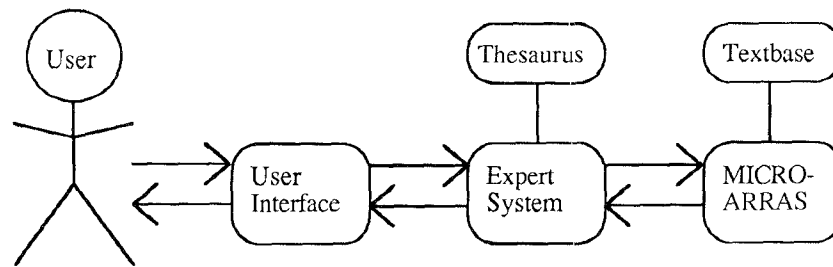 User
Thesaurus
Textbase
User
Interface
Expert
System
MICRO-
ARRAS